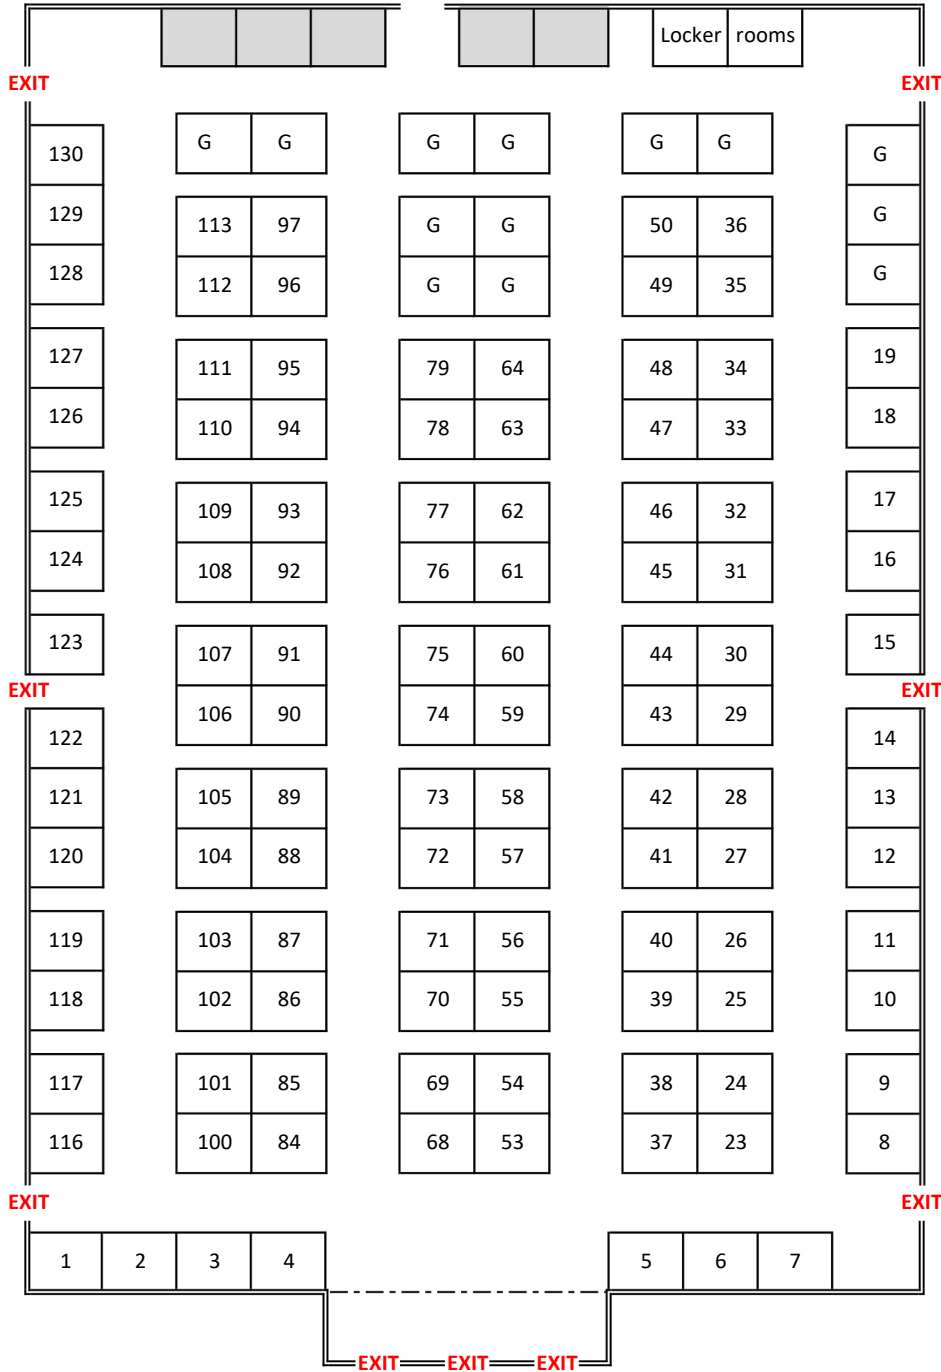 Locker rooms
EXIT EXIT
130 G G G G G G G
129 113 97 G G 50 36 G
128 112 96 G G 49 35 G
127 111 95 79 64 48 34 19
126 110 94 78 63 47 33 18
125 109 93 77 62 46 32 17
124 108 92 76 61 45 31 16
123 107 91 75 60 44 30 15
EXIT EXIT
106 90 74 59 43 29
122 14
121 105 89 73 58 42 28 13
120 104 88 72 57 41 27 12
119 103 87 71 56 40 26 11
118 102 86 70 55 39 25 10
117 101 85 69 54 38 24 9
116 100 84 68 53 37 23 8
EXIT EXIT
1 2 3 4 5 6 7
EXIT EXIT EXIT